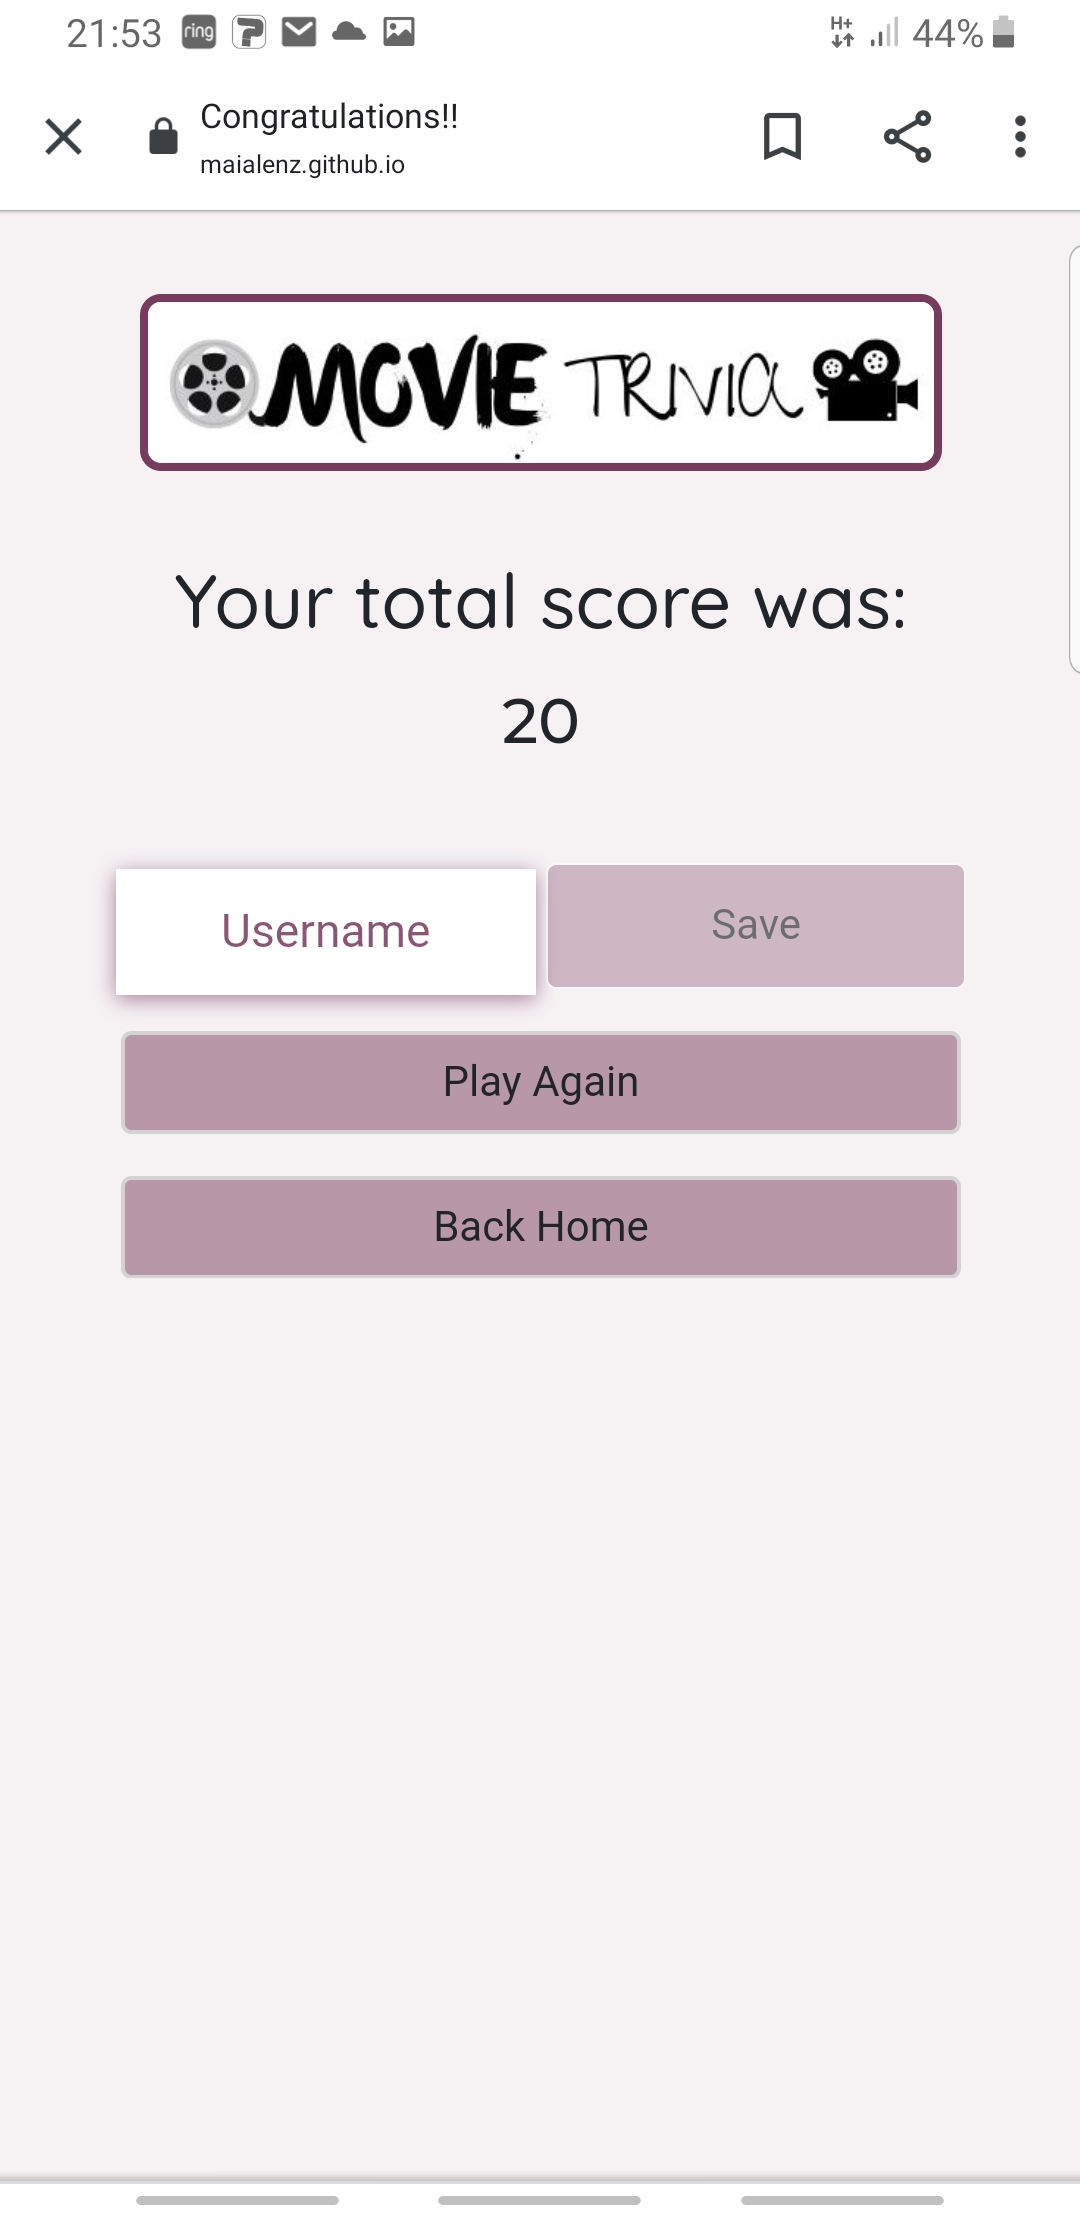 21:53 ring H+ 44%
Congratulations!!
maialenz.github.io
MOVIE TRIVIA
Your total score was:
20
Username Save
Play Again
Back Home